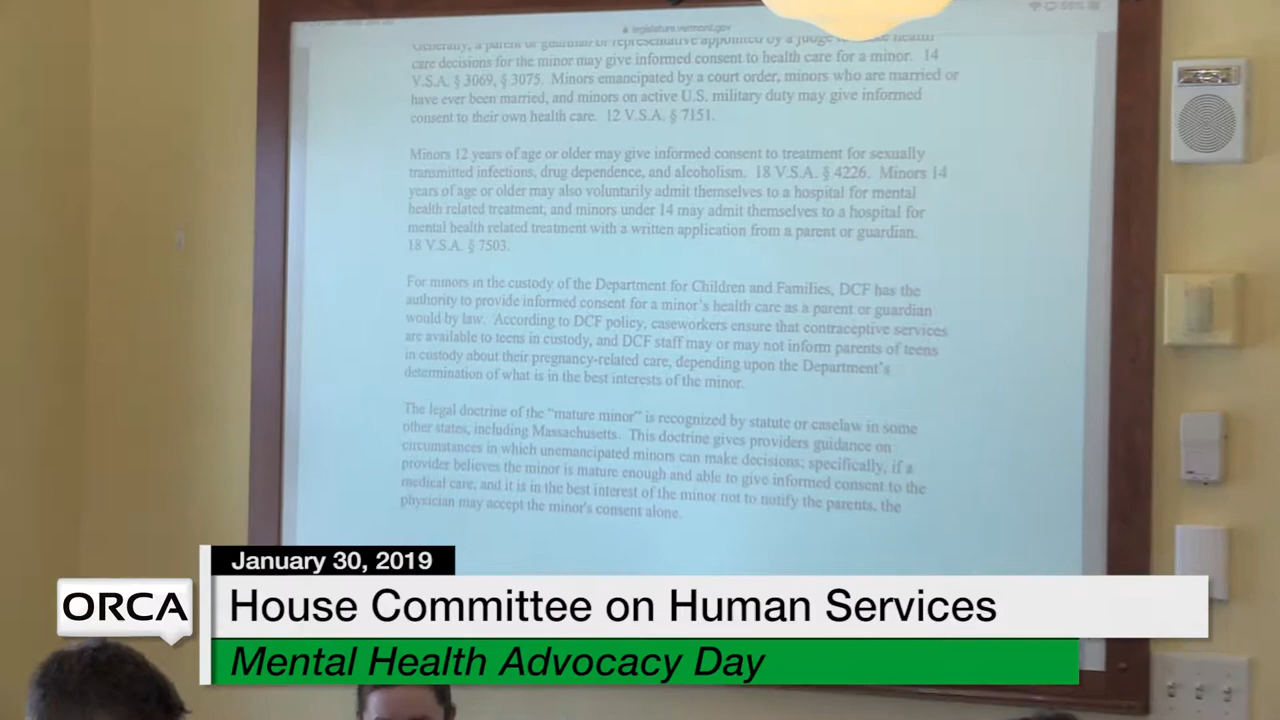 legislature.vermont.gov
56%
Generally, a parent or guardian or representative appointed by a judge to make health
care decisions for the minor may give informed consent to health care for a minor. 14
V.S.A. § 3069, § 3075. Minors emancipated by a court order, minors who are married or
have ever been married, and minors on active U.S. military duty may give informed
consent to their own health care. 12 V.S.A. § 7151.
Minors 12 years of age or older may give informed consent to treatment for sexually
transmitted infections, drug dependence, and alcoholism. 18 V.S.A. § 4226. Minors 14
years of age or older may also voluntarily admit themselves to a hospital for mental
health related treatment, and minors under 14 may admit themselves to a hospital for
mental health related treatment with a written application from a parent or guardian.
18 V.S.A. § 7503.
For minors in the custody of the Department for Children and Families, DCF has the
authority to provide informed consent for a minor's health care as a parent or guardian
would by law. According to DCF policy, caseworkers ensure that contraceptive services
are available to teens in custody, and DCF staff may or may not inform parents of teens
in custody about their pregnancy-related care, depending upon the Department's
determination of what is in the best interests of the minor.
The legal doctrine of the "mature minor" is recognized by statute or caselaw in some
other states, including Massachusetts. This doctrine gives providers guidance on
circumstances in which unemancipated minors can make decisions; specifically, if a
provider believes the minor is mature enough and able to give informed consent to the
medical care, and it is in the best interest of the minor not to notify the parents, the
physician may accept the minor's consent alone.
January 30, 2019
ORCA
House Committee on Human Services
Mental Health Advocacy Day